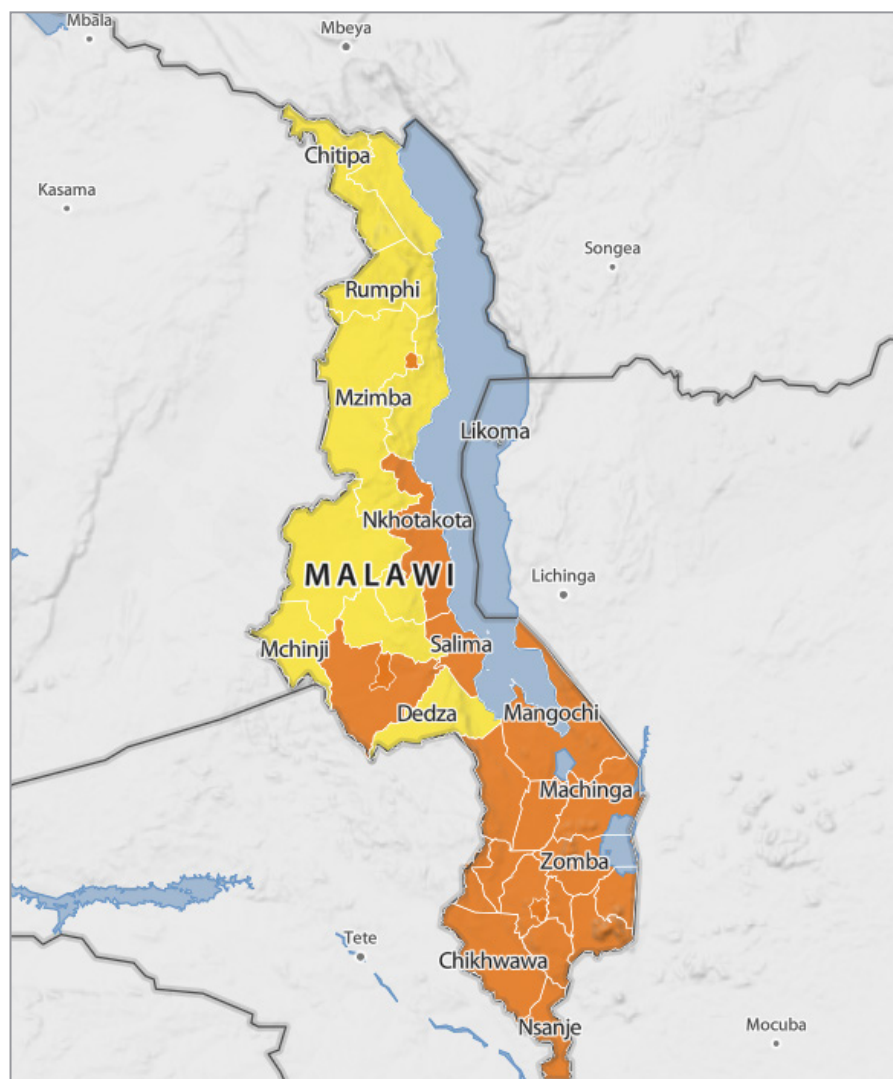 Mbala
Mbeya
Chitipa
Kasama
Songea
Rumphi
Mzimba
Likoma
Nkhotakota
MALAWI
Lichinga
Mchinji
Salima
Dedza
Mangochi
Machinga
Zomba
Tete
Chikhwawa
Nsanje
Mocuba